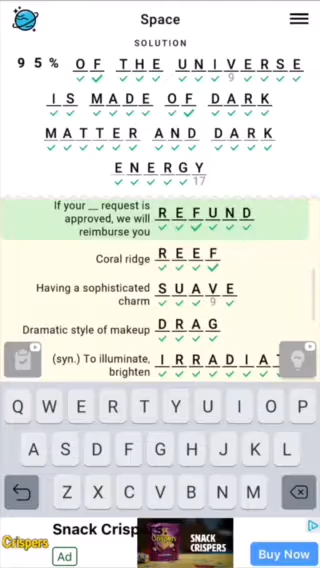 Space
SOLUTION
95% OF THE UNIVERSE
9
IS MADE OF DARK
MATTER AND DARK
ENERGY
17
If your __ request is
approved, we will
reimburse you
REFUND
Coral ridge
REEF
Having a sophisticated
charm
SUAVE
9
Dramatic style of makeup
DRAG
(syn.) To illuminate,
brighten
IRRADIAT
Q W E R T Y U I O P
A S D F G H J K L
Z X C V B N M
Crispers
Snack Crisp
Ad
Crispers
SNACK
CRISPERS
Buy Now